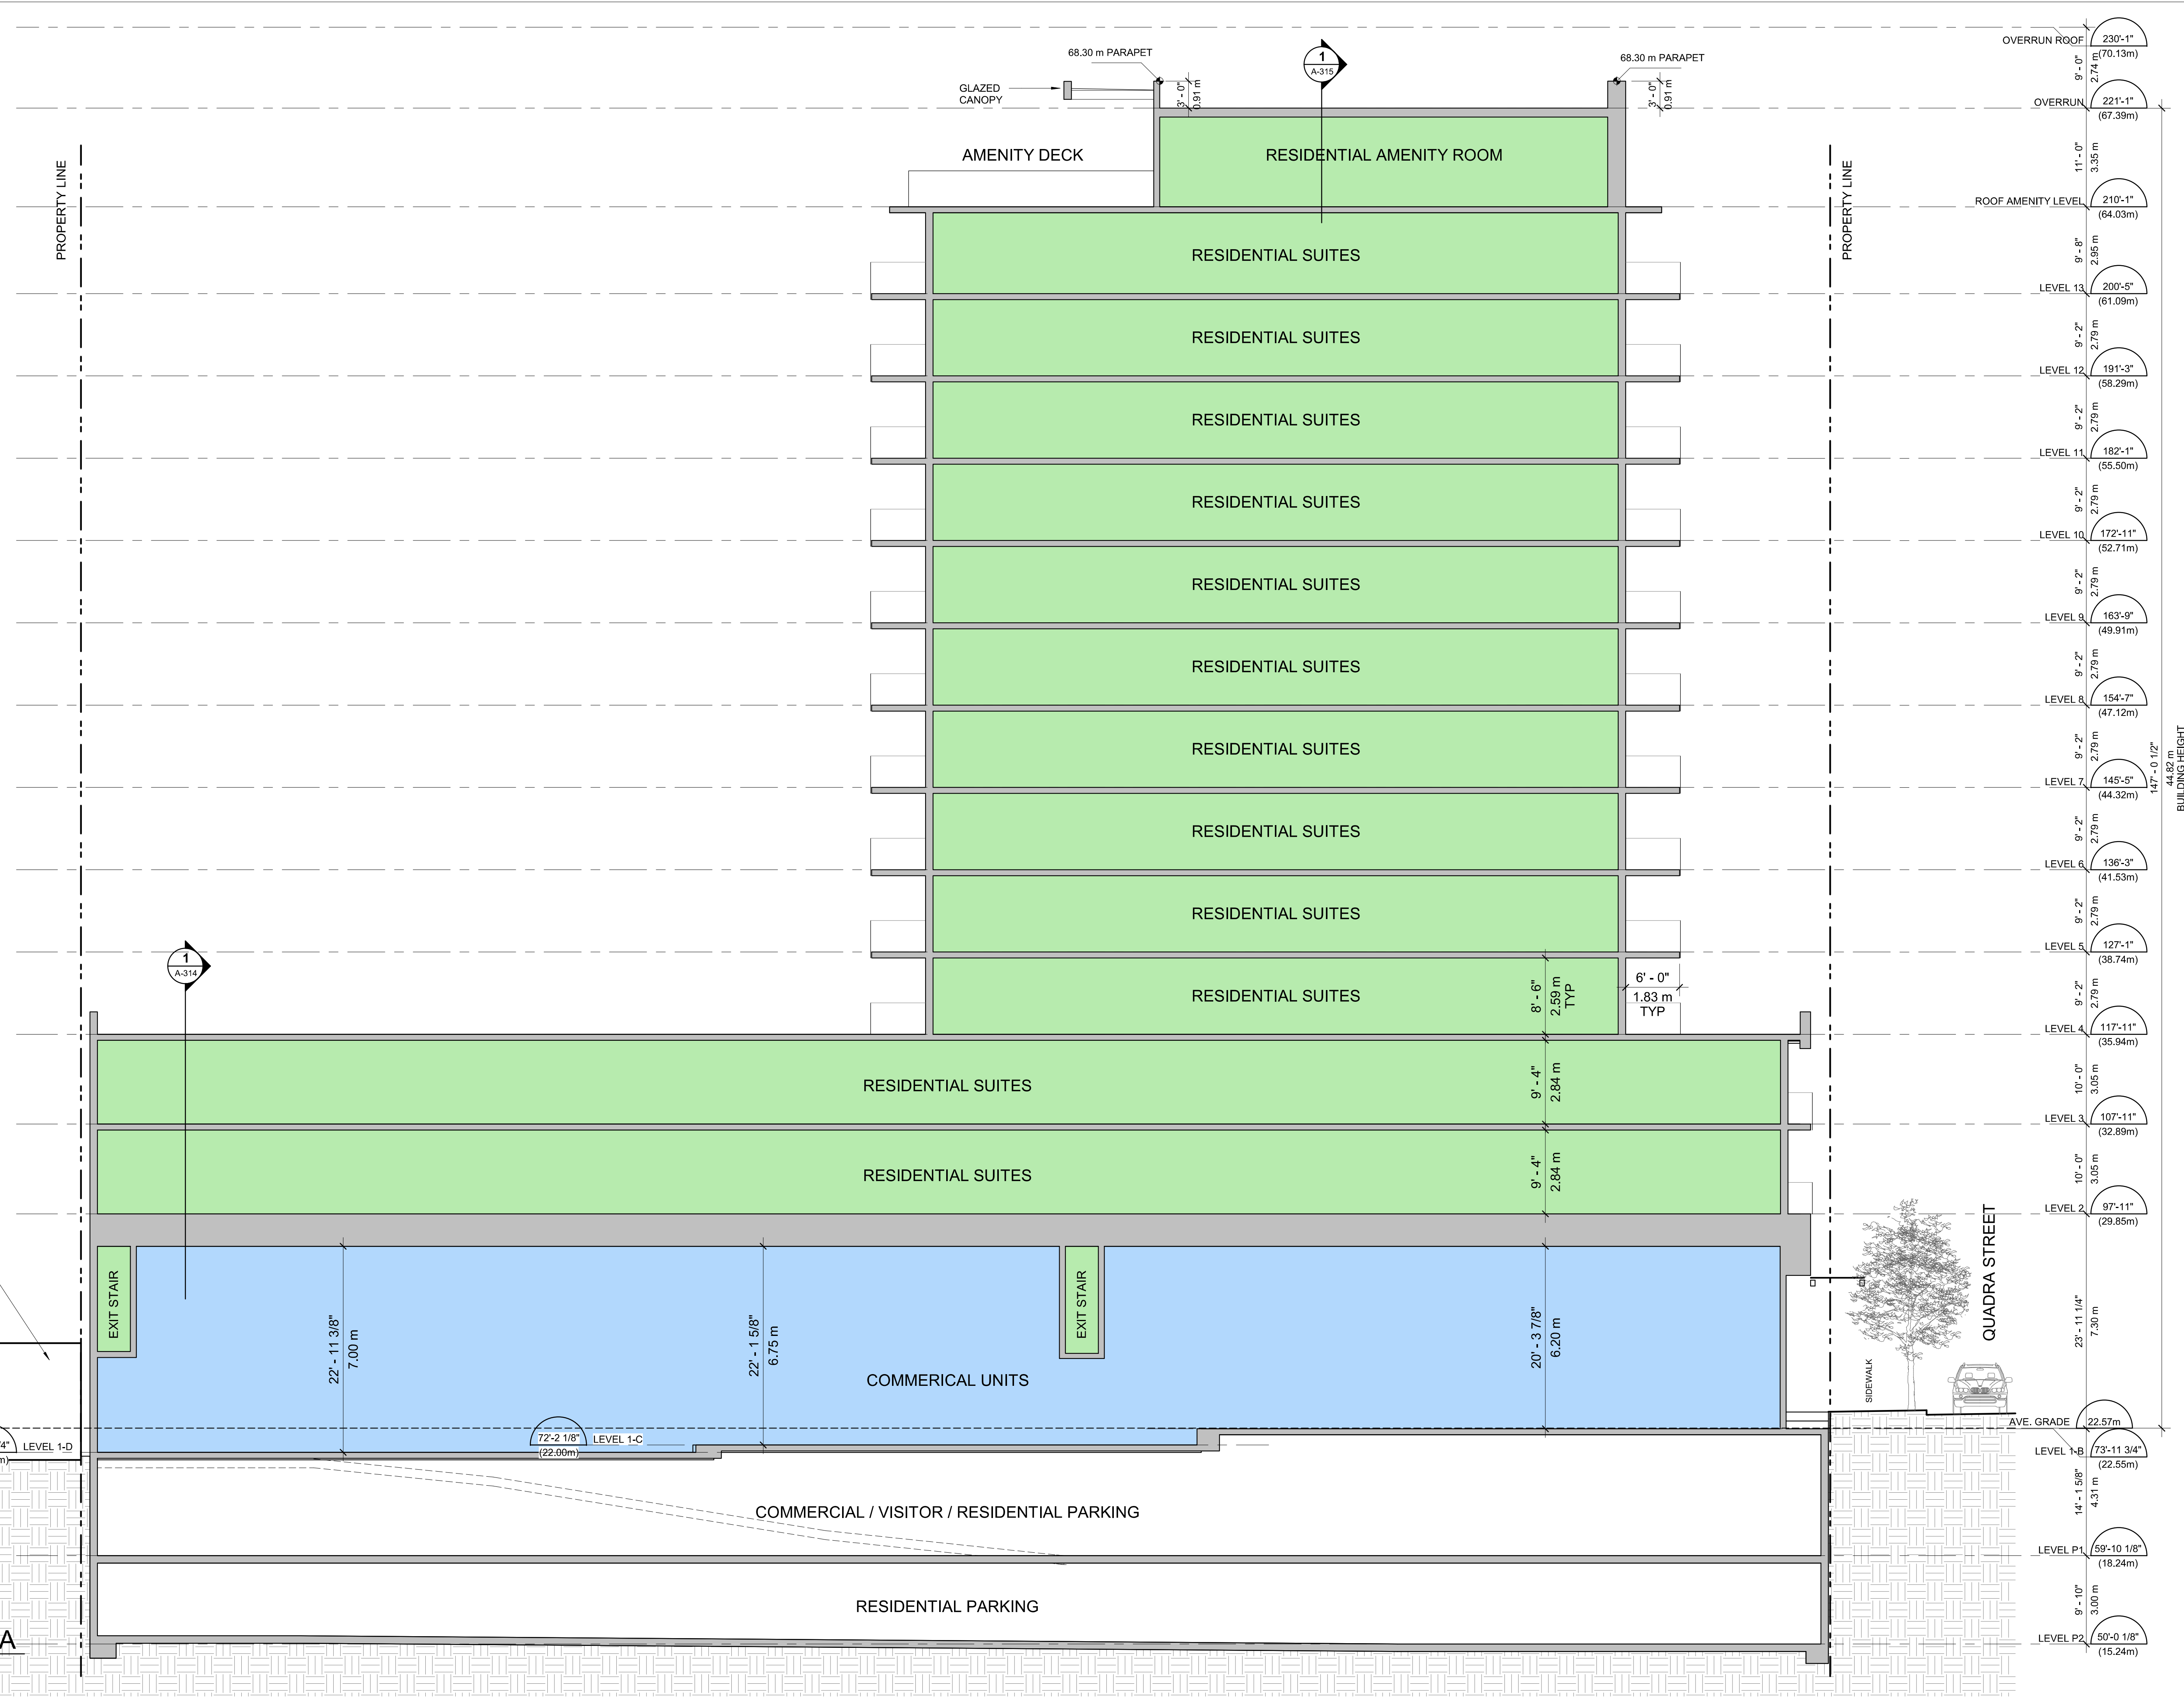 OVERRUN ROOF
230'-1"
(70.13m)
9' - 0"
2.74 m
68.30 m PARAPET
1
A-315
68.30 m PARAPET
GLAZED
CANOPY
3' - 0"
0.91 m
3' - 0"
0.91 m
OVERRUN
221'-1"
(67.39m)
PROPERTY LINE
AMENITY DECK
RESIDENTIAL AMENITY ROOM
PROPERTY LINE
11' - 0"
3.35 m
ROOF AMENITY LEVEL
210'-1"
(64.03m)
RESIDENTIAL SUITES
9' - 8"
2.95 m
LEVEL 13
200'-5"
(61.09m)
RESIDENTIAL SUITES
9' - 2"
2.79 m
LEVEL 12
191'-3"
(58.29m)
RESIDENTIAL SUITES
9' - 2"
2.79 m
LEVEL 11
182'-1"
(55.50m)
RESIDENTIAL SUITES
9' - 2"
2.79 m
LEVEL 10
172'-11"
(52.71m)
RESIDENTIAL SUITES
9' - 2"
2.79 m
LEVEL 9
163'-9"
(49.91m)
RESIDENTIAL SUITES
9' - 2"
2.79 m
LEVEL 8
154'-7"
(47.12m)
RESIDENTIAL SUITES
9' - 2"
2.79 m
147' - 0 1/2"
44.82 m
BUILDING HEIGHT
LEVEL 7
145'-5"
(44.32m)
RESIDENTIAL SUITES
9' - 2"
2.79 m
LEVEL 6
136'-3"
(41.53m)
RESIDENTIAL SUITES
9' - 2"
2.79 m
LEVEL 5
127'-1"
(38.74m)
1
A-314
RESIDENTIAL SUITES
8' - 6"
2.59 m
TYP
6' - 0"
1.83 m
TYP
9' - 2"
2.79 m
LEVEL 4
117'-11"
(35.94m)
RESIDENTIAL SUITES
9' - 4"
2.84 m
10' - 0"
3.05 m
LEVEL 3
107'-11"
(32.89m)
RESIDENTIAL SUITES
9' - 4"
2.84 m
10' - 0"
3.05 m
LEVEL 2
97'-11"
(29.85m)
EXIT STAIR
22' - 11 3/8"
7.00 m
22' - 1 5/8"
6.75 m
EXIT STAIR
20' - 3 7/8"
6.20 m
COMMERICAL UNITS
SIDEWALK
QUADRA STREET
23' - 11 1/4"
7.30 m
AVE. GRADE
22.57m
/4"
m)
LEVEL 1-D
72'-2 1/8"
(22.00m)
LEVEL 1-C
LEVEL 1-B
73'-11 3/4"
(22.55m)
COMMERCIAL / VISITOR / RESIDENTIAL PARKING
14' - 1 5/8"
4.31 m
LEVEL P1
59'-10 1/8"
(18.24m)
RESIDENTIAL PARKING
9' - 10"
3.00 m
A
LEVEL P2
50'-0 1/8"
(15.24m)